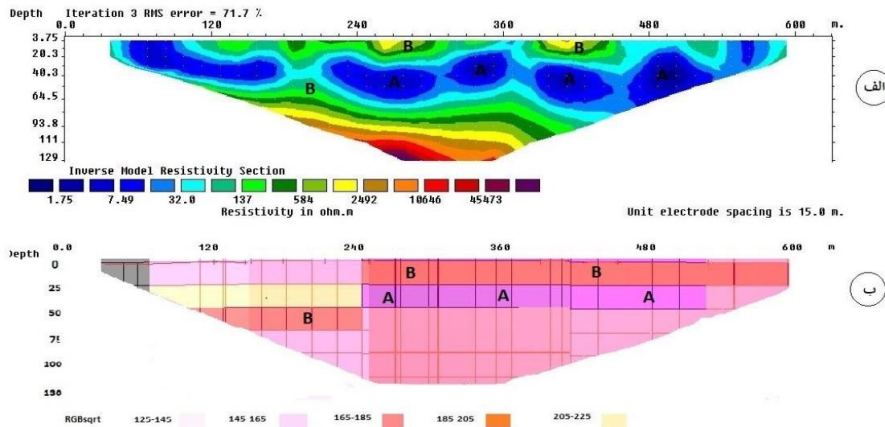 Depth Iteration 3 RMS error = 71.7 %
0.0 120 240 360 480 600 m.
3.75
20.3
40.3
64.5
93.8
111
129
B B
A A A A
B
الف
Inverse Model Resistivity Section
1.75 7.49 32.0 137 584 2492 10646 45473
Resistivity in ohm.m Unit electrode spacing is 15.0 m.
Depth 0.0 120 240 360 480 600 m
0
25
50
75
100
B B
A A A
B
ب
RGBsqrt 125-145 145 165 165-185 185 205 205-225